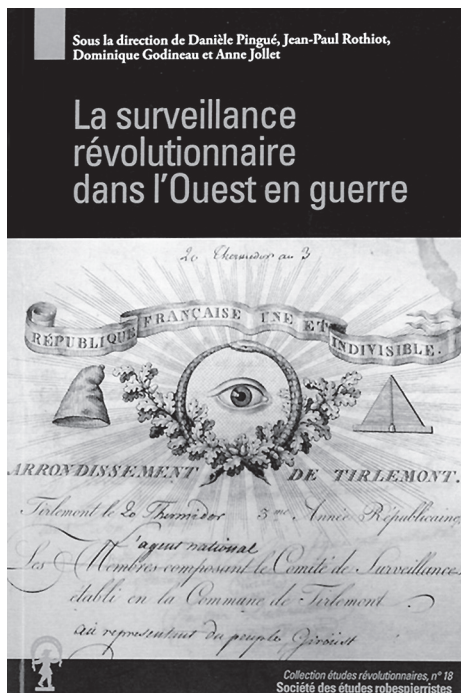 Sous la direction de Danièle Pingué, Jean-Paul Rothiot,
Dominique Godineau et Anne Jollet
La surveillance
révolutionnaire
dans l'Ouest en guerre
20 Thermidor an 3
RÉPUBLIQUE FRANÇAISE UNE ET INDIVISIBLE.
ARRONDISSEMENT DE TIRLEMONT.
Tirlemont le 20 Thermidor 3me Année Républicaine
l'agent national
Les Membres composant le Comité de Surveillance
établi en la Commune de Tirlemont
au représentant du peuple Giroust
Collection études révolutionnaires, n° 18
Société des études robespierristes